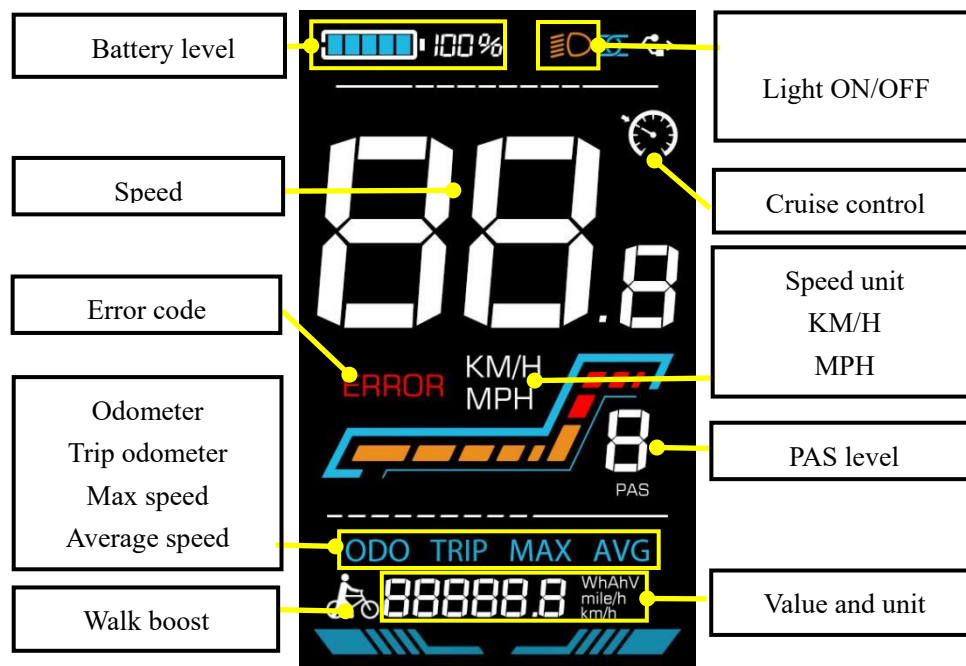 Battery level
100%
Light ON/OFF
Speed
88.8
Cruise control
Error code
ERROR
KM/H
MPH
Speed unit
KM/H
MPH
8
PAS
PAS level
Odometer
Trip odometer
Max speed
Average speed
ODO TRIP MAX AVG
Walk boost
88888.8
WhAhV
mile/h
km/h
Value and unit